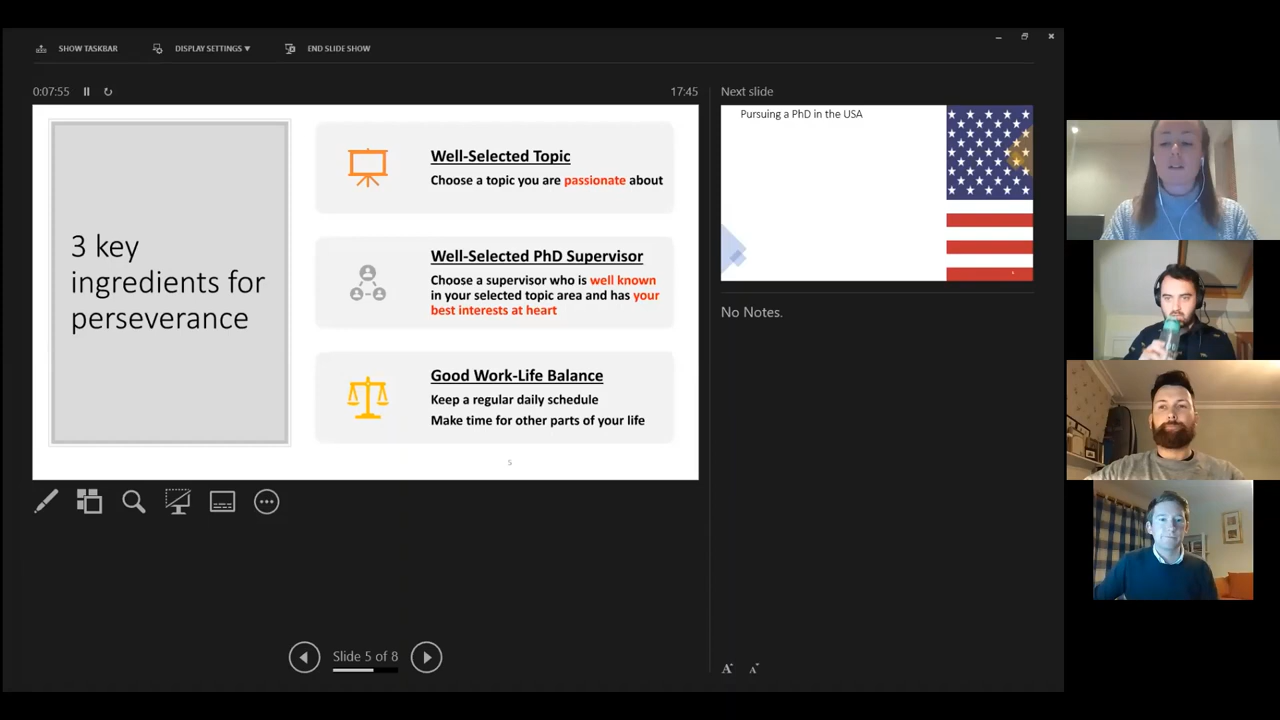 SHOW TASKBAR
DISPLAY SETTINGS ▼
END SLIDE SHOW
0:07:55
17:45
3 key
ingredients for
perseverance
Well-Selected Topic
Choose a topic you are passionate about
Well-Selected PhD Supervisor
Choose a supervisor who is well known
in your selected topic area and has your
best interests at heart
Good Work-Life Balance
Keep a regular daily schedule
Make time for other parts of your life
5
Slide 5 of 8
Next slide
Pursuing a PhD in the USA
No Notes.
A A